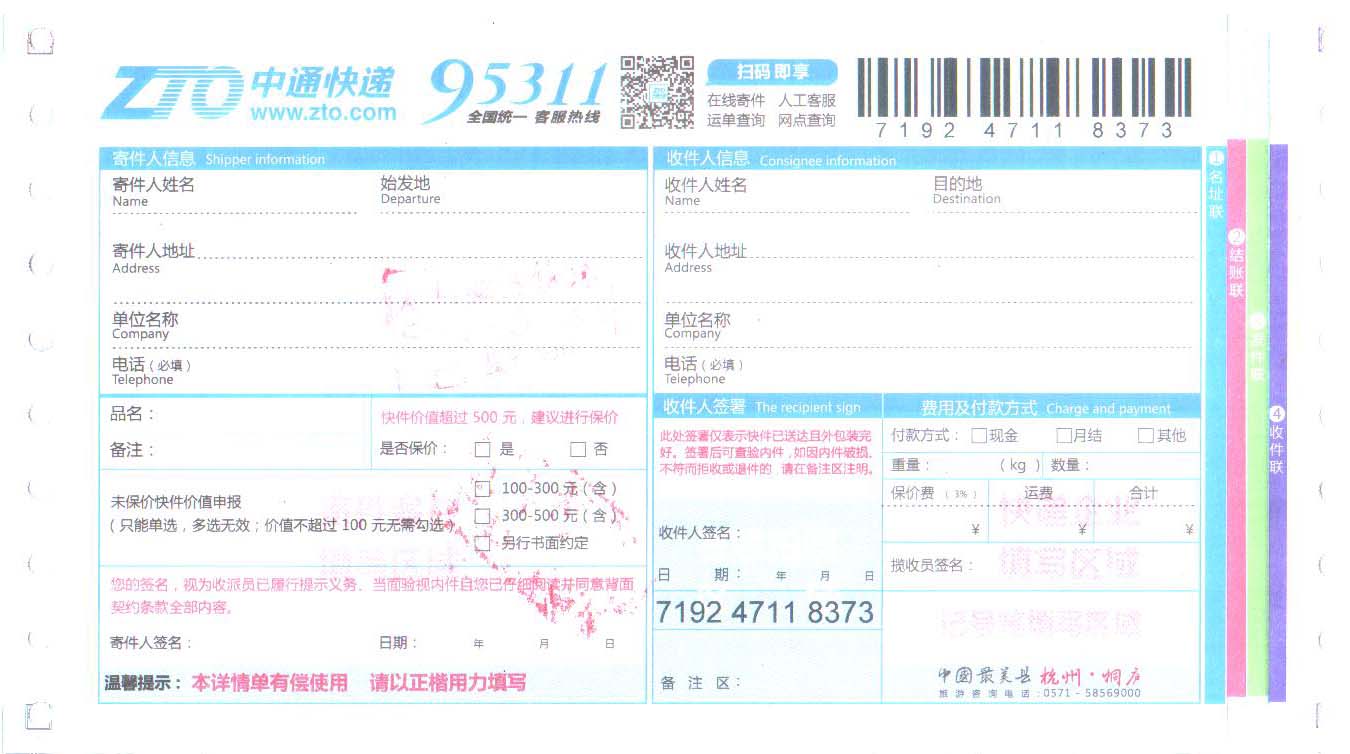 ZTO 中通快递
www.zto.com
95311
全国统一 客服热线
扫码 即享
在线寄件 人工客服
运单查询 网点查询
7192 4711 8373
寄件人信息 Shipper information
寄件人姓名
Name
始发地
Departure
寄件人地址
Address
单位名称
Company
电话(必填)
Telephone
收件人信息 Consignee information
收件人姓名
Name
目的地
Destination
收件人地址
Address
单位名称
Company
电话(必填)
Telephone
品名:
备注:
快件价值超过 500 元,建议进行保价
是否保价: 是 否
未保价快件价值申报
(只能单选,多选无效;价值不超过 100 元无需勾选)
100-300 元(含)
300-500 元(含)
另行书面约定
您的签名,视为收派员已履行提示义务、当面验视内件且您已仔细阅读并同意背面
契约条款全部内容。
寄件人签名: 日期: 年 月 日
温馨提示:本详情单有偿使用 请以正楷用力填写
收件人签署 The recipient sign
此处签署仅表示快件已送达且外包装完
好。签署后可查验内件,如因内件破损、
不符而拒收或退件的 请在备注区注明。
收件人签名:
日 期: 年 月 日
7192 4711 8373
备 注 区:
费用及付款方式 Charge and payment
付款方式: 现金 月结 其他
重量: (kg) 数量:
保价费(3%) 运费 合计
¥ ¥ ¥
揽收员签名:
快递企业
填写区域
中國最美县 杭州·桐庐
旅游咨询电话:0571-58569000
① 名址联
② 结账联
④ 收件联